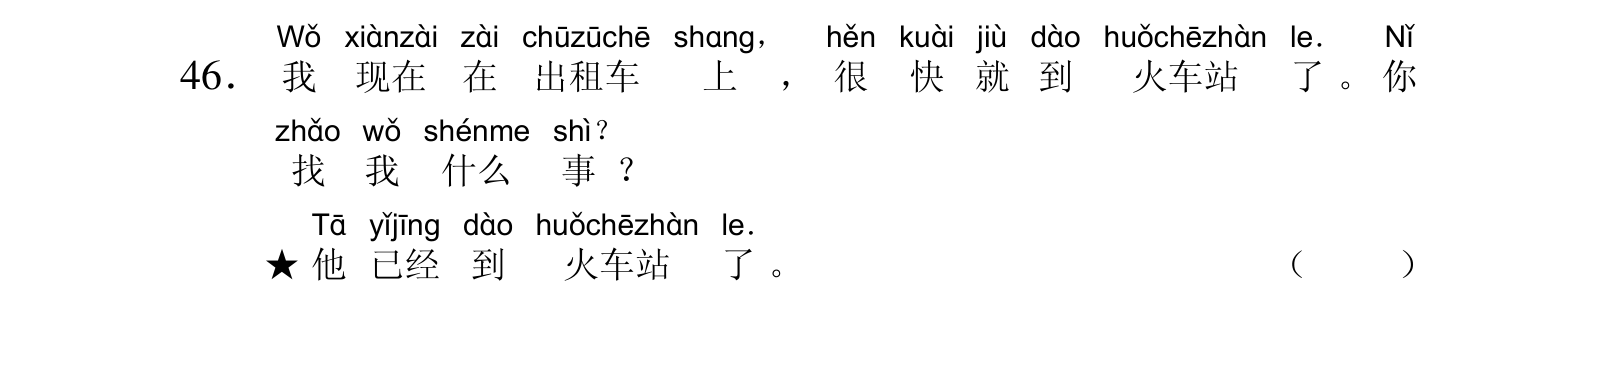 Wǒ xiànzài zài chūzūchē shang, hěn kuài jiù dào huǒchēzhàn le. Nǐ
46. 我 现在 在 出租车 上 ， 很 快 就 到 火车站 了 。 你
zhǎo wǒ shénme shì?
找 我 什么 事 ？
Tā yǐjīng dào huǒchēzhàn le.
★ 他 已经 到 火车站 了 。 （ ）